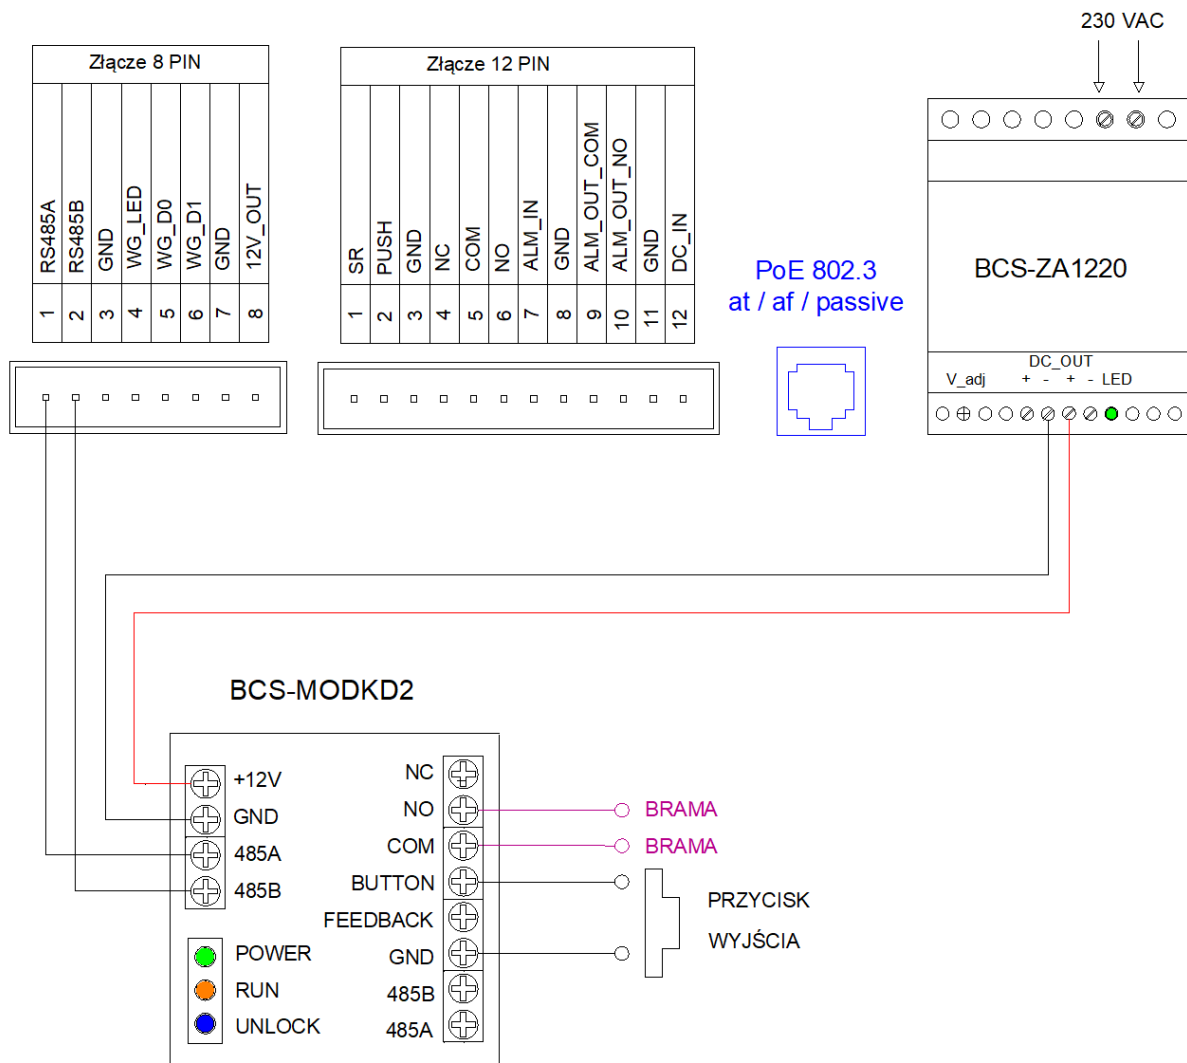 230 VAC
Złącze 8 PIN
RS485A
RS485B
GND
WG_LED
WG_D0
WG_D1
GND
12V_OUT
1
2
3
4
5
6
7
8
Złącze 12 PIN
SR
PUSH
GND
NC
COM
NO
ALM_IN
GND
ALM_OUT_COM
ALM_OUT_NO
GND
DC_IN
1
2
3
4
5
6
7
8
9
10
11
12
PoE 802.3
at / af / passive
BCS-ZA1220
DC_OUT
V_adj + - + - LED
BCS-MODKD2
+12V
GND
485A
485B
POWER
RUN
UNLOCK
NC
NO
COM
BUTTON
FEEDBACK
GND
485B
485A
BRAMA
BRAMA
PRZYCISK
WYJŚCIA